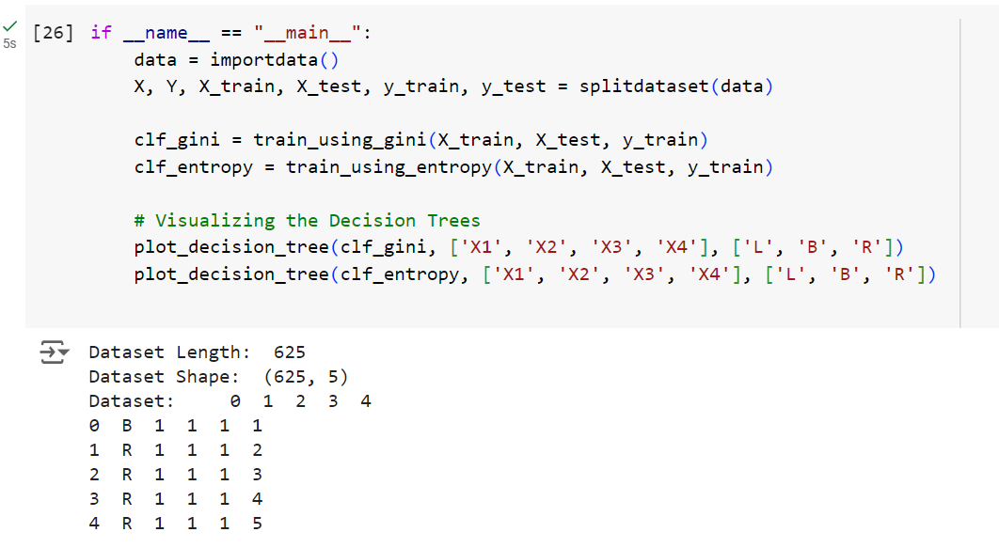 [26] if __name__ == "__main__":
5s
data = importdata()
X, Y, X_train, X_test, y_train, y_test = splitdataset(data)
clf_gini = train_using_gini(X_train, X_test, y_train)
clf_entropy = train_using_entropy(X_train, X_test, y_train)
# Visualizing the Decision Trees
plot_decision_tree(clf_gini, ['X1', 'X2', 'X3', 'X4'], ['L', 'B', 'R'])
plot_decision_tree(clf_entropy, ['X1', 'X2', 'X3', 'X4'], ['L', 'B', 'R'])
Dataset Length:  625
Dataset Shape:  (625, 5)
Dataset:     0  1  2  3  4
0  B  1  1  1  1
1  R  1  1  1  2
2  R  1  1  1  3
3  R  1  1  1  4
4  R  1  1  1  5